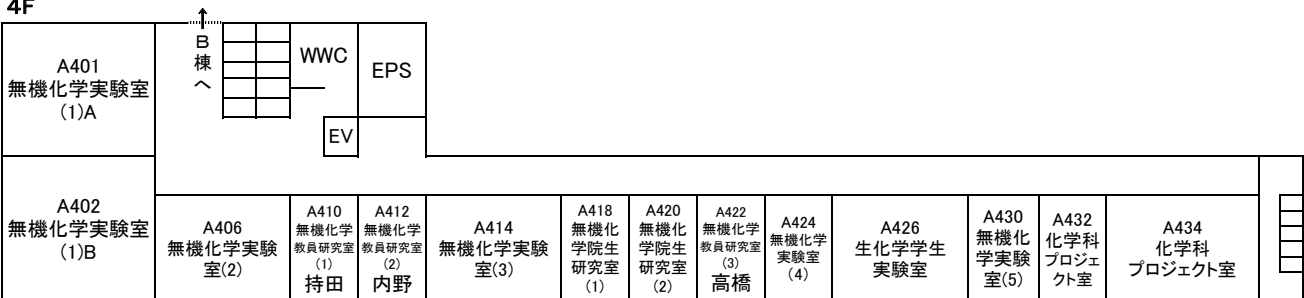 4F
A401
無機化学実験室
(1)A
B
棟
へ
WWC
EPS
EV
A402
無機化学実験室
(1)B
A406
無機化学実験
室(2)
A410
無機化学
教員研究室
(1)
持田
A412
無機化学
教員研究室
(2)
内野
A414
無機化学実験
室(3)
A418
無機化
学院生
研究室
(1)
A420
無機化
学院生
研究室
(2)
A422
無機化学
教員研究室
(3)
高橋
A424
無機化学
実験室
(4)
A426
生化学学生
実験室
A430
無機化
学実験
室(5)
A432
化学科
プロジェ
クト室
A434
化学科
プロジェクト室